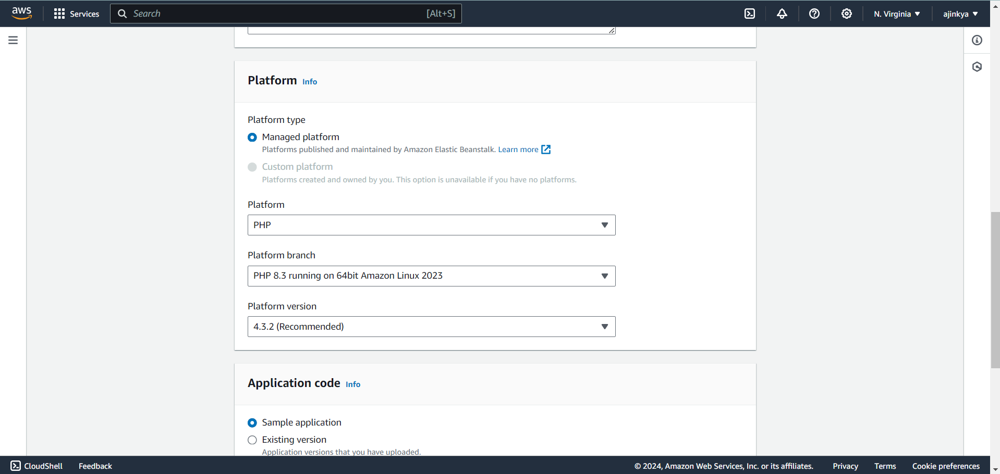 aws
Services
Search [Alt+S]
N. Virginia
ajinkya
Platform Info
Platform type
Managed platform
Platforms published and maintained by Amazon Elastic Beanstalk. Learn more
Custom platform
Platforms created and owned by you. This option is unavailable if you have no platforms.
Platform
PHP
Platform branch
PHP 8.3 running on 64bit Amazon Linux 2023
Platform version
4.3.2 (Recommended)
Application code Info
Sample application
Existing version
Application versions that you have uploaded.
CloudShell Feedback © 2024, Amazon Web Services, Inc. or its affiliates. Privacy Terms Cookie preferences